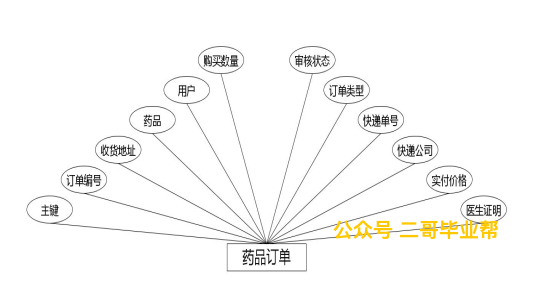 购买数量
审核状态
用户
订单类型
药品
快递单号
收货地址
快递公司
订单编号
实付价格
主键
医生证明
公众号 二哥毕业帮
药品订单